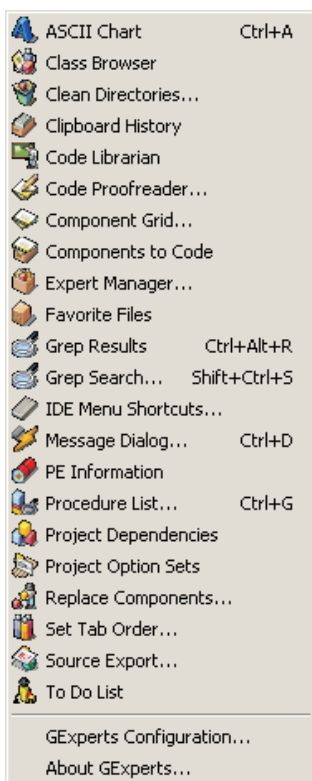 ASCII Chart Ctrl+A
Class Browser
Clean Directories...
Clipboard History
Code Librarian
Code Proofreader...
Component Grid...
Components to Code
Expert Manager...
Favorite Files
Grep Results Ctrl+Alt+R
Grep Search... Shift+Ctrl+S
IDE Menu Shortcuts...
Message Dialog... Ctrl+D
PE Information
Procedure List... Ctrl+G
Project Dependencies
Project Option Sets
Replace Components...
Set Tab Order...
Source Export...
To Do List
GExperts Configuration...
About GExperts...